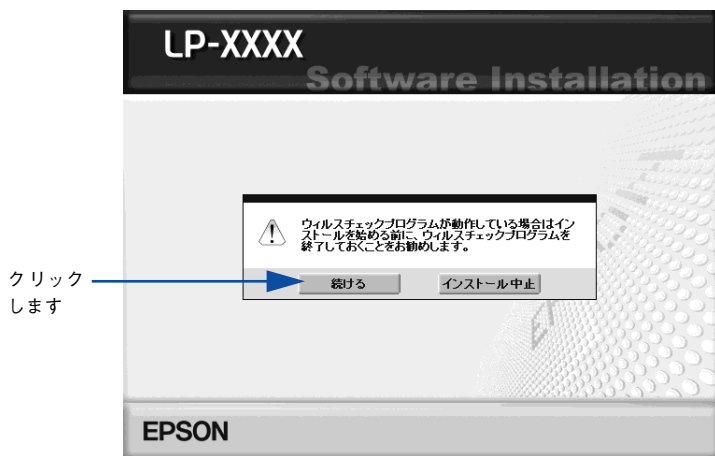 LP-XXXX
Software Installation
ウィルスチェックプログラムが動作している場合はイン
ストールを始める前に、ウィルスチェックプログラムを
終了しておくことをお勧めします。
クリック
します
続ける
インストール中止
EPSON